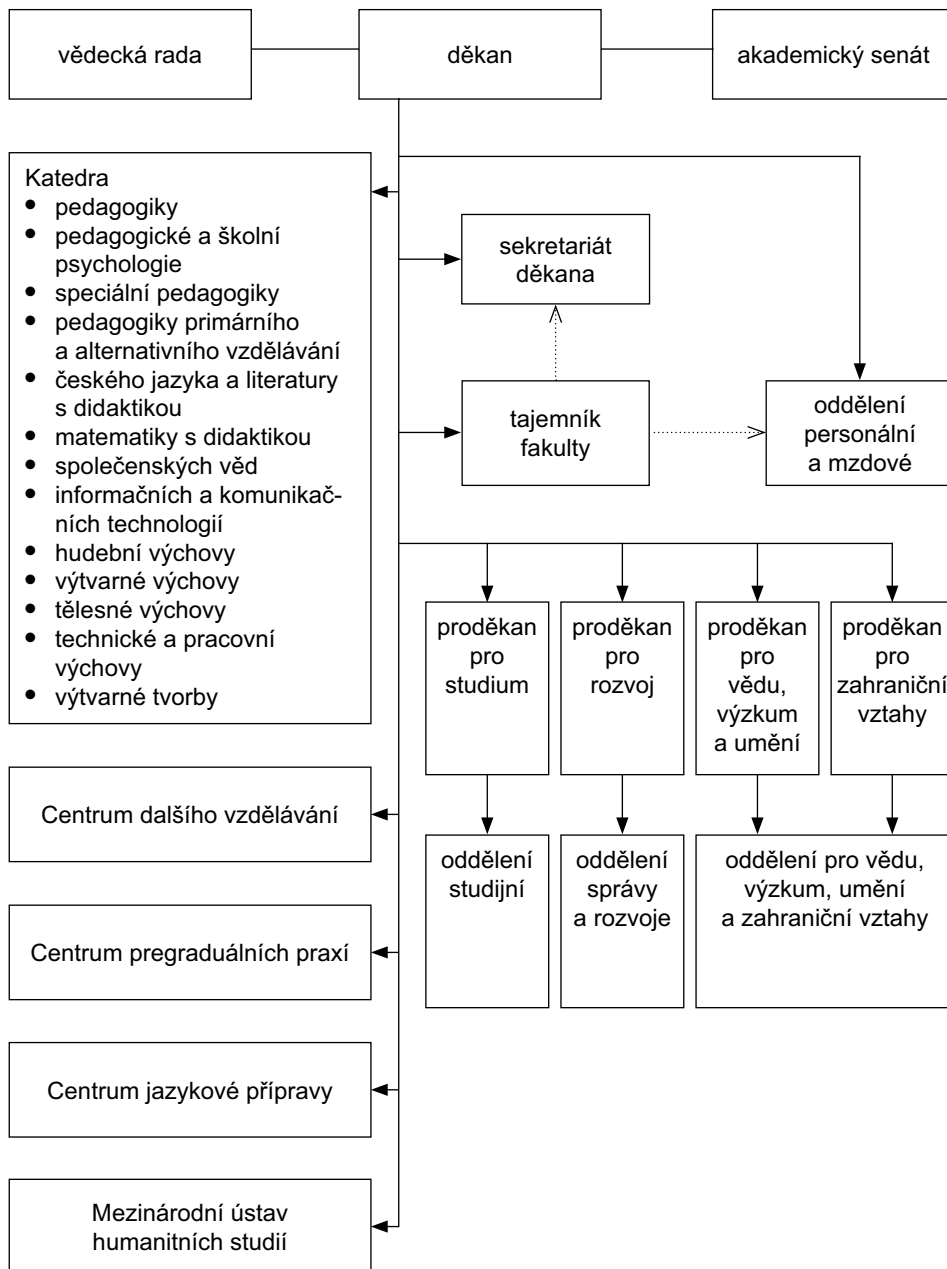 vědecká rada
děkan
akademický senát
Katedra
• pedagogiky
• pedagogické a školní
psychologie
• speciální pedagogiky
• pedagogiky primárního
a alternativního vzdělávání
• českého jazyka a literatury
s didaktikou
• matematiky s didaktikou
• společenských věd
• informačních a komunikač-
ních technologií
• hudební výchovy
• výtvarné výchovy
• tělesné výchovy
• technické a pracovní
výchovy
• výtvarné tvorby
sekretariát
děkana
tajemník
fakulty
oddělení
personální
a mzdové
proděkan
pro
studium
proděkan
pro
rozvoj
proděkan
pro
vědu,
výzkum
a umění
proděkan
pro
zahraniční
vztahy
oddělení
studijní
oddělení
správy
a rozvoje
oddělení pro vědu,
výzkum, umění
a zahraniční vztahy
Centrum dalšího vzdělávání
Centrum pregraduálních praxí
Centrum jazykové přípravy
Mezinárodní ústav
humanitních studií